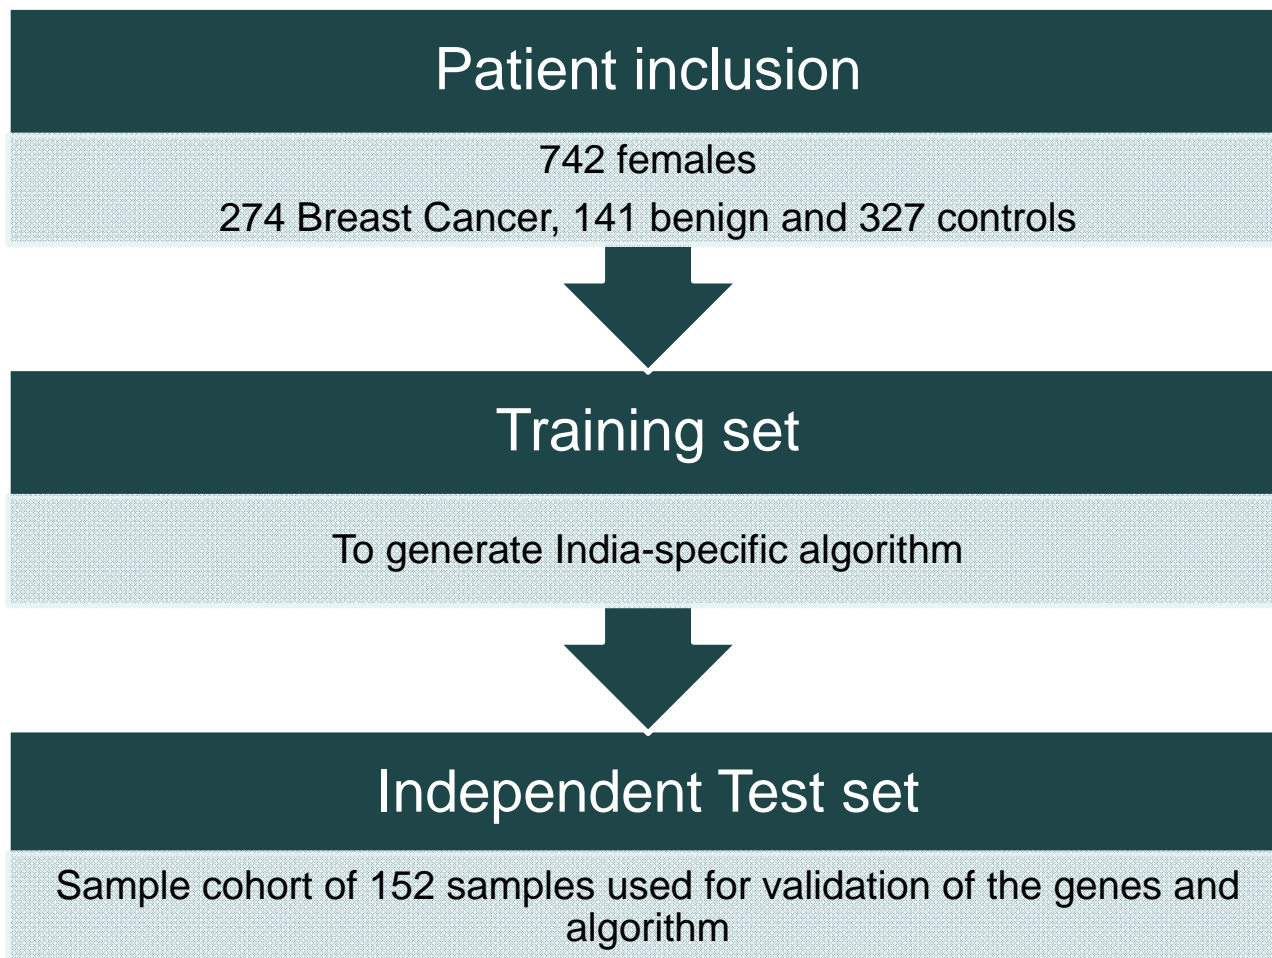 Patient inclusion
742 females
274 Breast Cancer, 141 benign and 327 controls
Training set
To generate India-specific algorithm
Independent Test set
Sample cohort of 152 samples used for validation of the genes and
algorithm